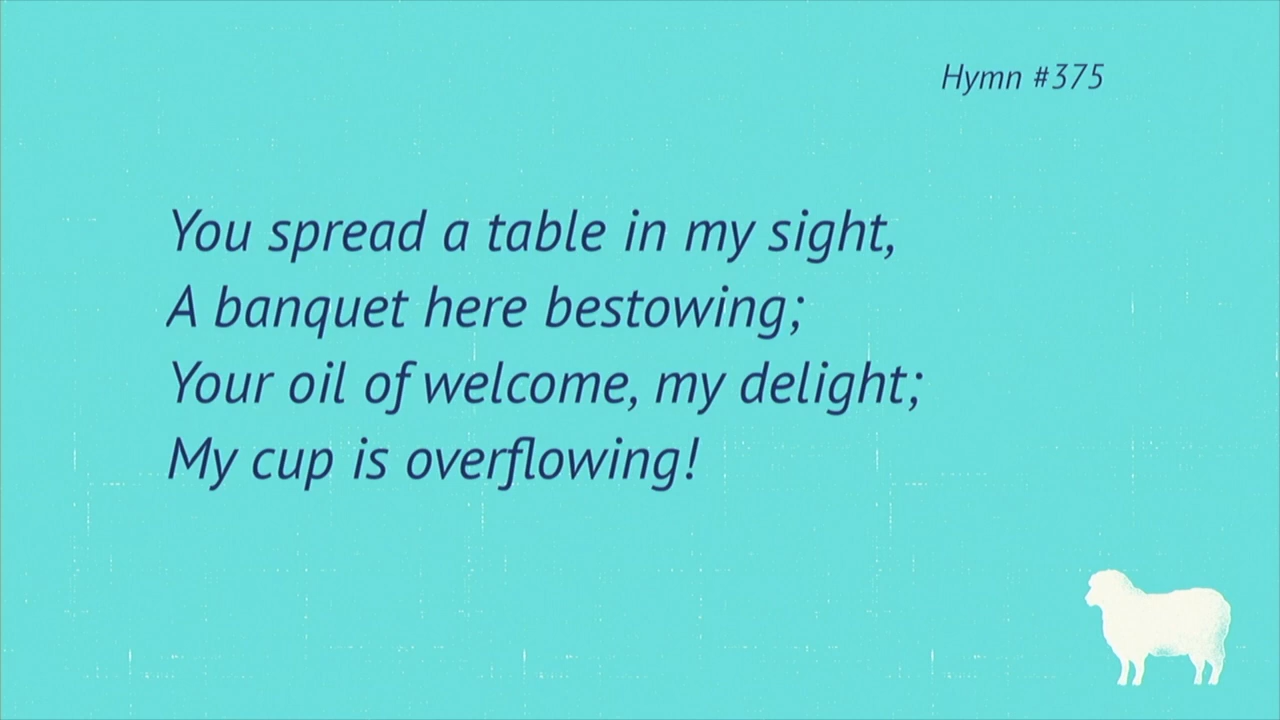 Hymn #375
You spread a table in my sight,
A banquet here bestowing;
Your oil of welcome, my delight;
My cup is overflowing!